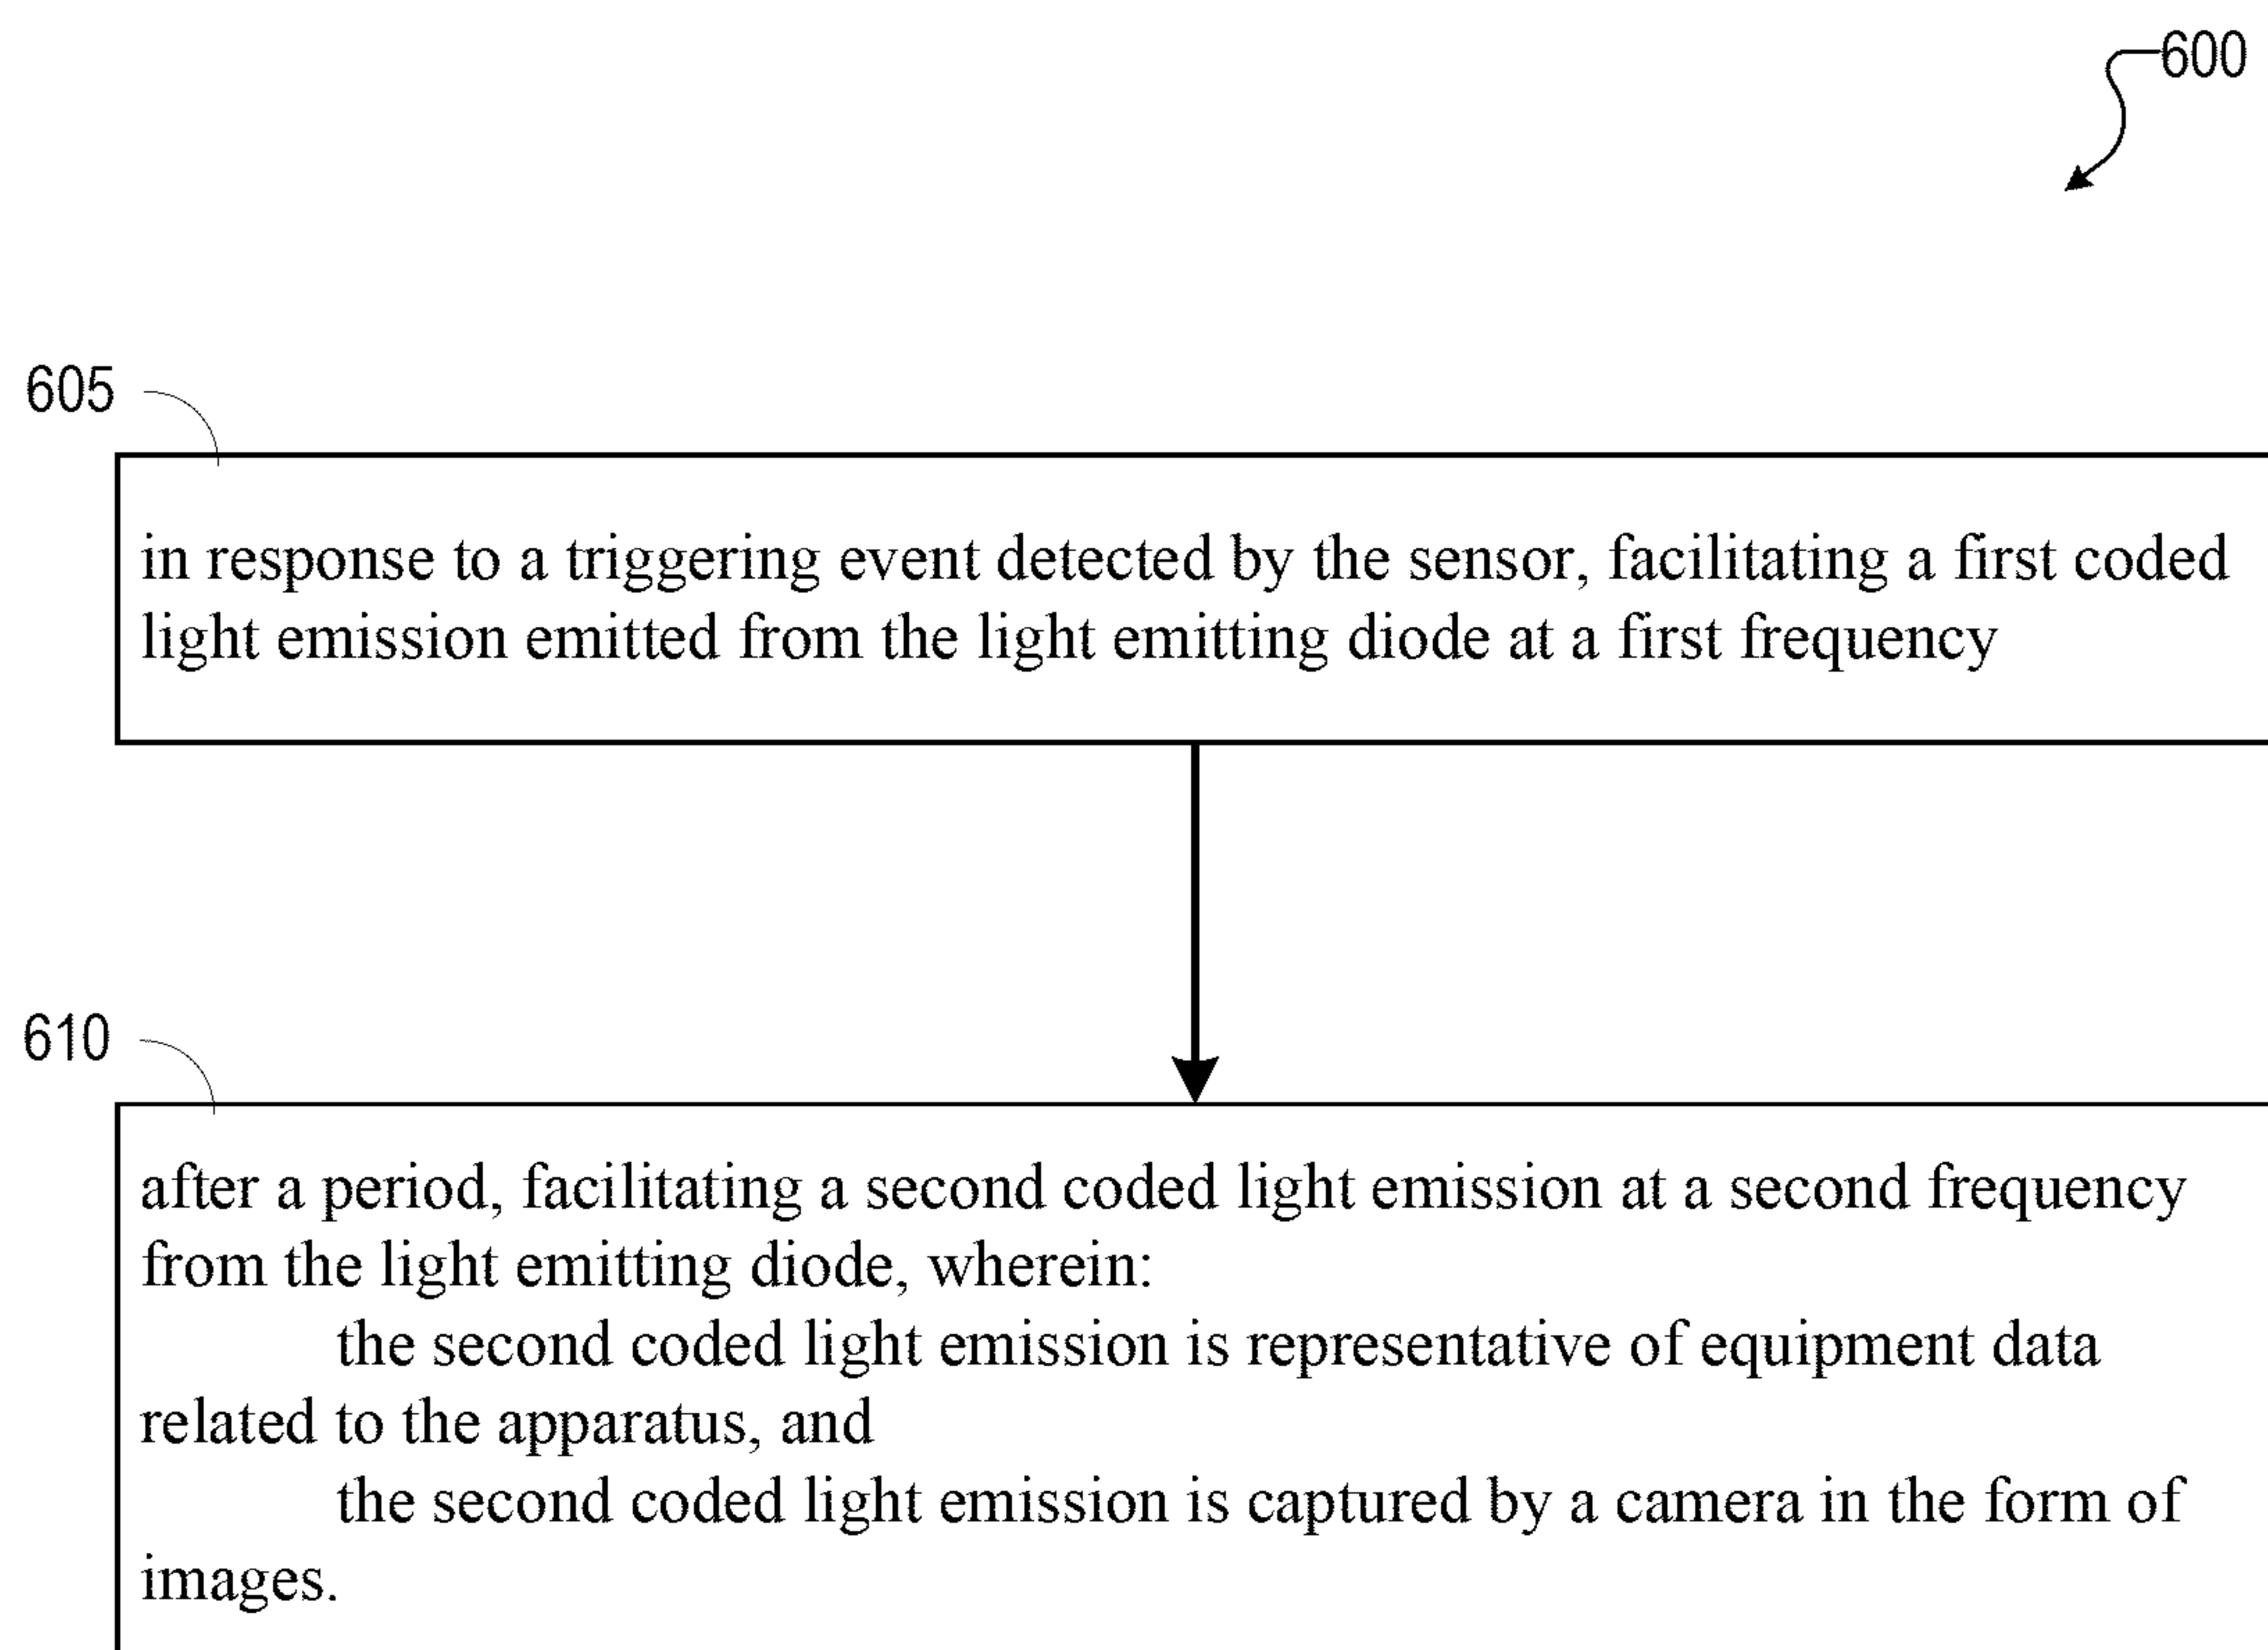 600
605
in response to a triggering event detected by the sensor, facilitating a first coded
light emission emitted from the light emitting diode at a first frequency
610
after a period, facilitating a second coded light emission at a second frequency
from the light emitting diode, wherein:
the second coded light emission is representative of equipment data
related to the apparatus, and
the second coded light emission is captured by a camera in the form of
images.